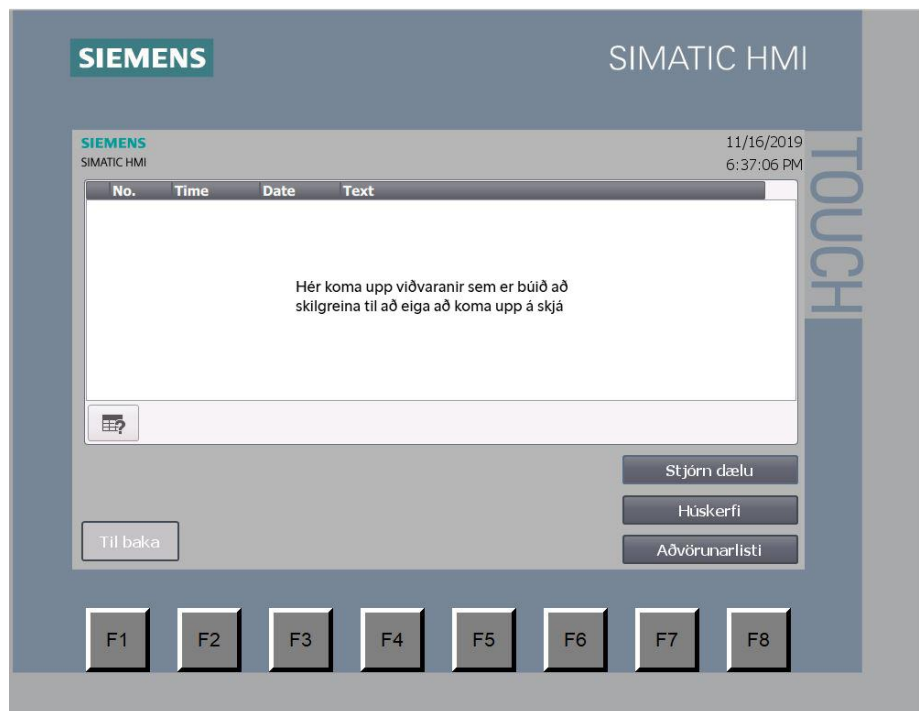 SIEMENS
SIMATIC HMI
TOUCH
SIEMENS
SIMATIC HMI
11/16/2019
6:37:06 PM
No. Time Date Text
Hér koma upp viðvaranir sem er búið að
skilgreina til að eiga að koma upp á skjá
?
Stjórn dælu
Húskerfi
Til baka
Aðvörunarlisti
F1 F2 F3 F4 F5 F6 F7 F8